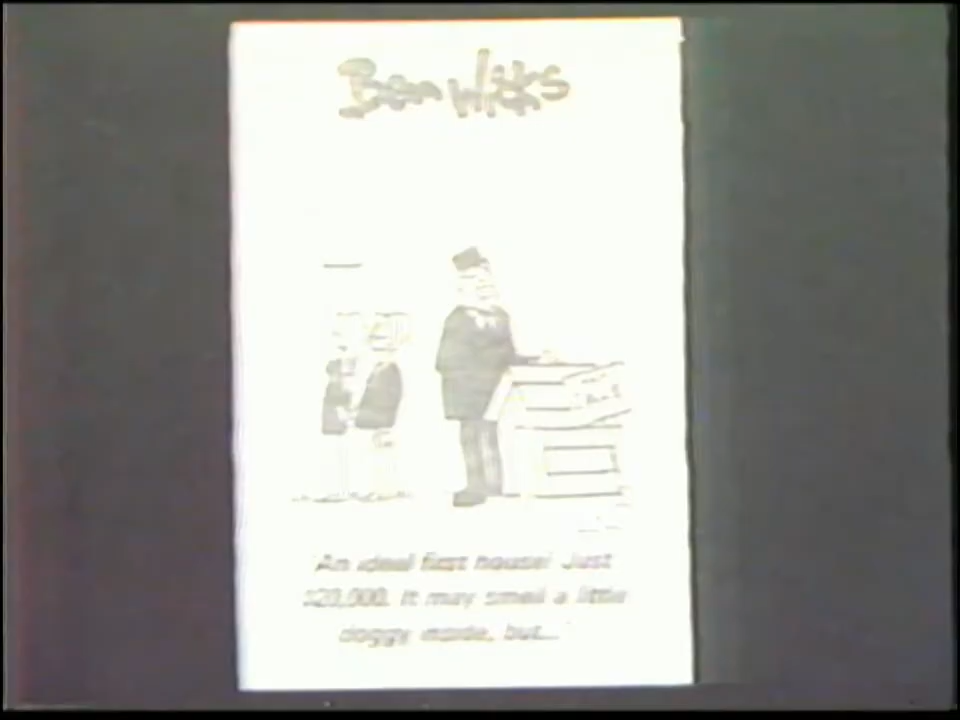 Ben Wicks
'An ideal first house! Just
$20,000. It may smell a little
doggy inside, but...'